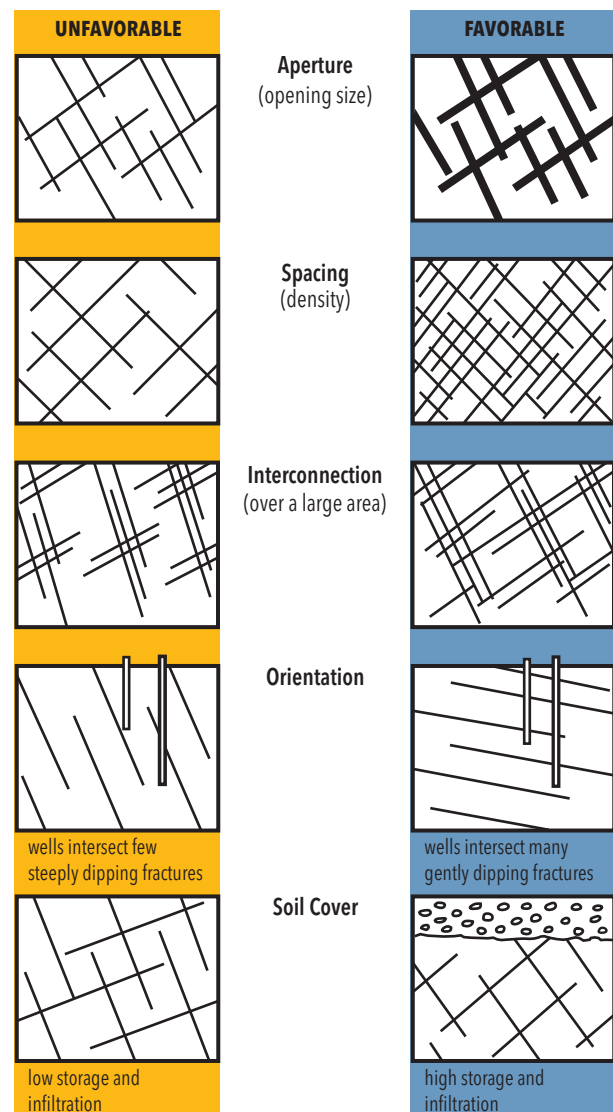 UNFAVORABLE
FAVORABLE
Aperture
(opening size)
Spacing
(density)
Interconnection
(over a large area)
Orientation
wells intersect few
steeply dipping fractures
wells intersect many
gently dipping fractures
Soil Cover
low storage and
infiltration
high storage and
infiltration